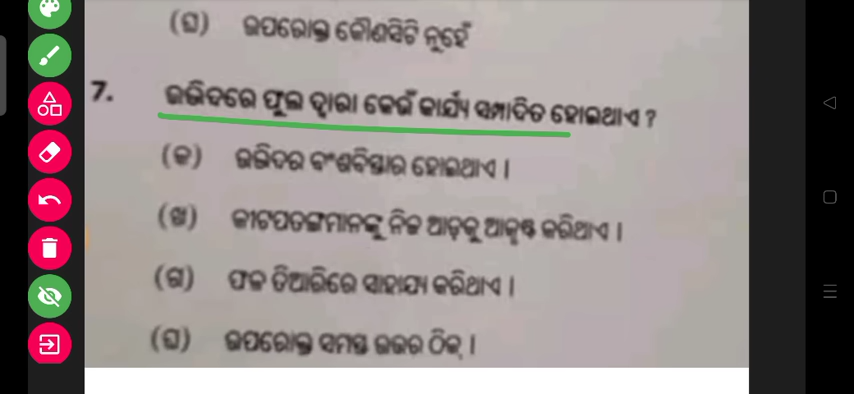 (ଘ) ଉପରୋକ୍ତ କୌଣସିଟି ନୁହେଁ
7. ଉଦ୍ଭିଦରେ ଫୁଲ ଦ୍ୱାରା କେଉଁ କାର୍ଯ୍ୟ ସମ୍ପାଦିତ ହୋଇଥାଏ ?
(କ) ଉଦ୍ଭିଦର ବଂଶବିସ୍ତାର ହୋଇଥାଏ ।
(ଖ) କୀଟପତଙ୍ଗମାନଙ୍କୁ ନିଜ ଆଡ଼କୁ ଆକୃଷ୍ଟ କରିଥାଏ ।
(ଗ) ଫଳ ତିଆରିରେ ସାହାଯ୍ୟ କରିଥାଏ ।
(ଘ) ଉପରୋକ୍ତ ସମସ୍ତ ଉତ୍ତର ଠିକ୍ ।